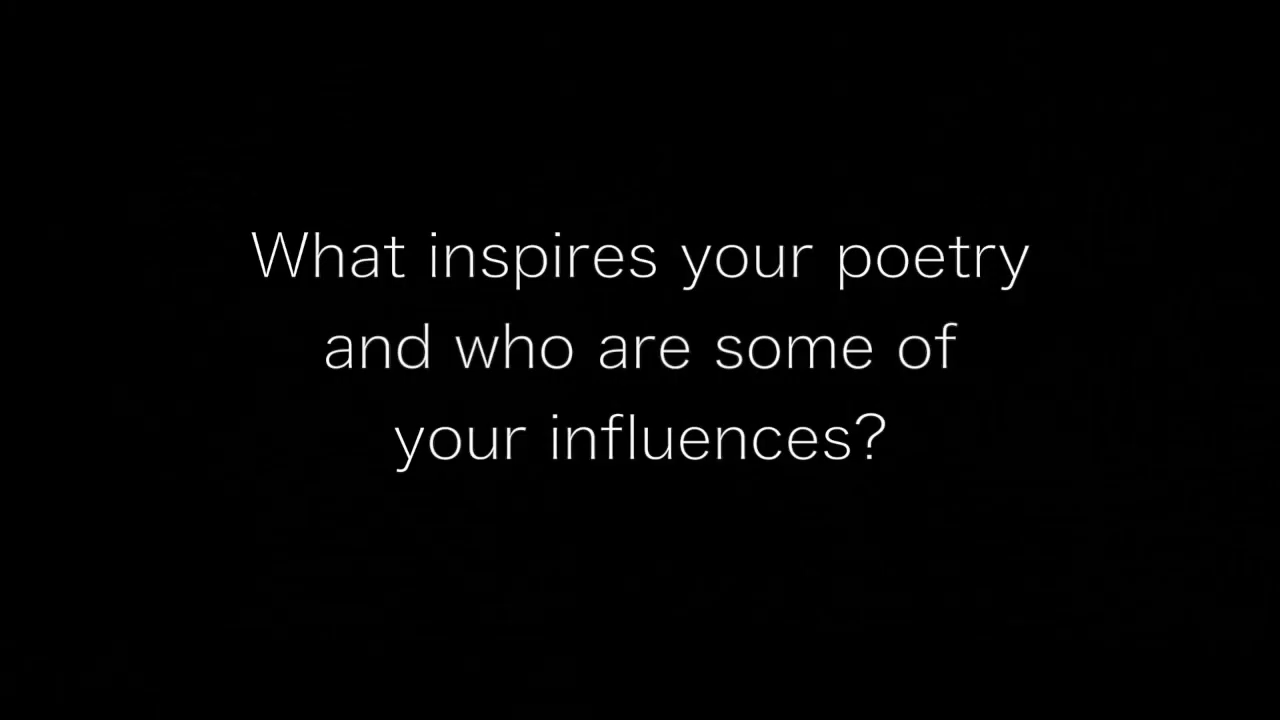 What inspires your poetry
and who are some of
your influences?